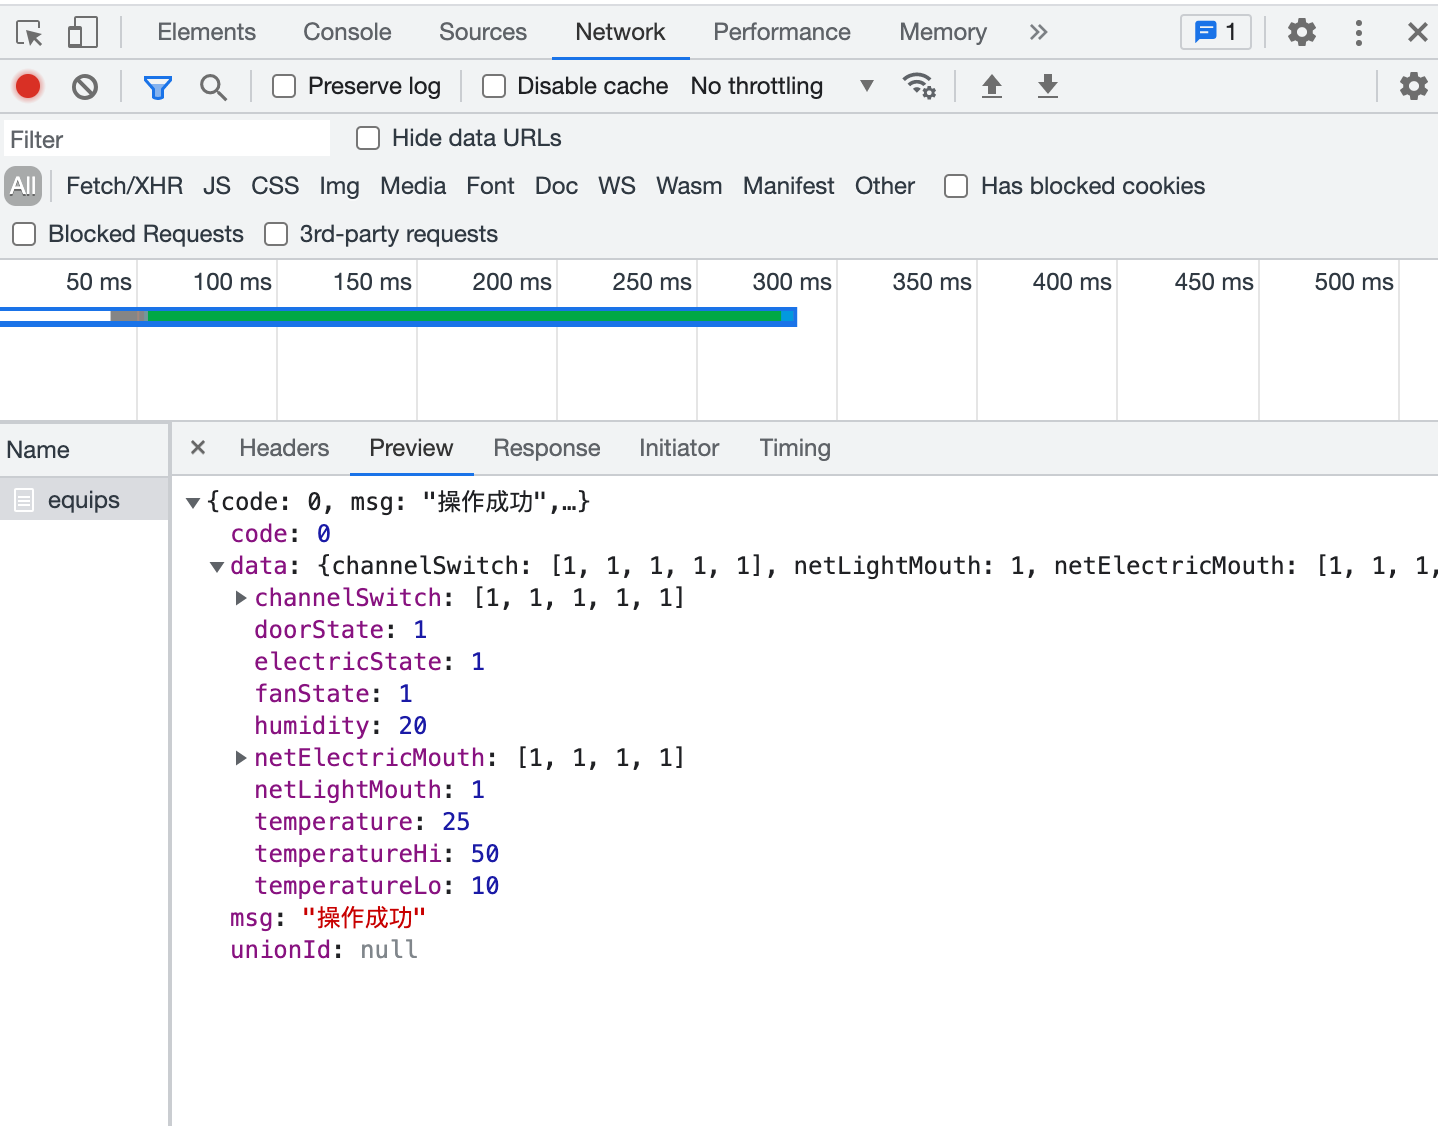 Elements Console Sources Network Performance Memory 1
Preserve log Disable cache No throttling
Filter Hide data URLs
All Fetch/XHR JS CSS Img Media Font Doc WS Wasm Manifest Other Has blocked cookies
Blocked Requests 3rd-party requests
50 ms 100 ms 150 ms 200 ms 250 ms 300 ms 350 ms 400 ms 450 ms 500 ms
Name Headers Preview Response Initiator Timing
equips
{code: 0, msg: "操作成功",…}
code: 0
data: {channelSwitch: [1, 1, 1, 1, 1], netLightMouth: 1, netElectricMouth: [1, 1, 1,
channelSwitch: [1, 1, 1, 1, 1]
doorState: 1
electricState: 1
fanState: 1
humidity: 20
netElectricMouth: [1, 1, 1, 1]
netLightMouth: 1
temperature: 25
temperatureHi: 50
temperatureLo: 10
msg: "操作成功"
unionId: null